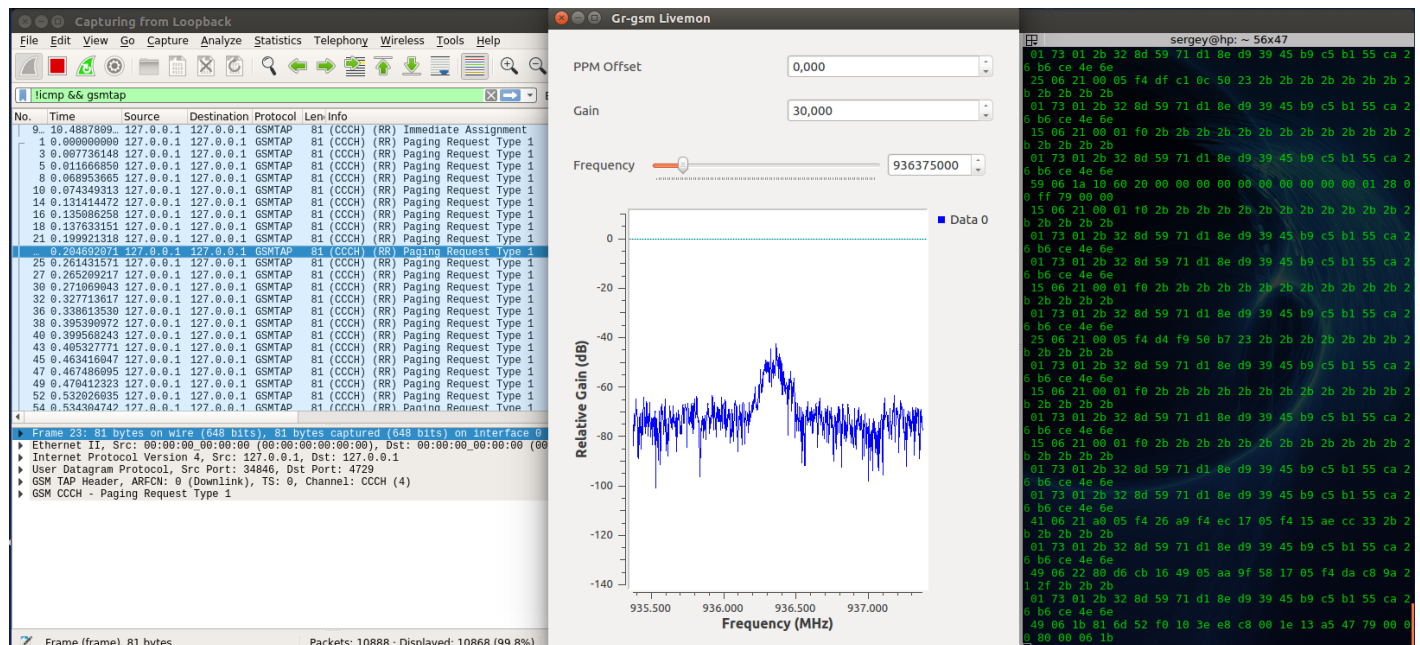 Capturing from Loopback
File Edit View Go Capture Analyze Statistics Telephony Wireless Tools Help
!icmp && gsmtap
No. Time Source Destination Protocol Len Info
9… 10.4887809… 127.0.0.1 127.0.0.1 GSMTAP 81 (CCCH) (RR) Immediate Assignment
1 0.000000000 127.0.0.1 127.0.0.1 GSMTAP 81 (CCCH) (RR) Paging Request Type 1
3 0.007736148 127.0.0.1 127.0.0.1 GSMTAP 81 (CCCH) (RR) Paging Request Type 1
5 0.011666850 127.0.0.1 127.0.0.1 GSMTAP 81 (CCCH) (RR) Paging Request Type 1
8 0.068953665 127.0.0.1 127.0.0.1 GSMTAP 81 (CCCH) (RR) Paging Request Type 1
10 0.074349313 127.0.0.1 127.0.0.1 GSMTAP 81 (CCCH) (RR) Paging Request Type 1
14 0.131414472 127.0.0.1 127.0.0.1 GSMTAP 81 (CCCH) (RR) Paging Request Type 1
16 0.135086258 127.0.0.1 127.0.0.1 GSMTAP 81 (CCCH) (RR) Paging Request Type 1
18 0.137633151 127.0.0.1 127.0.0.1 GSMTAP 81 (CCCH) (RR) Paging Request Type 1
21 0.199921318 127.0.0.1 127.0.0.1 GSMTAP 81 (CCCH) (RR) Paging Request Type 1
… 0.204692071 127.0.0.1 127.0.0.1 GSMTAP 81 (CCCH) (RR) Paging Request Type 1
25 0.261431571 127.0.0.1 127.0.0.1 GSMTAP 81 (CCCH) (RR) Paging Request Type 1
27 0.265209217 127.0.0.1 127.0.0.1 GSMTAP 81 (CCCH) (RR) Paging Request Type 1
30 0.271069043 127.0.0.1 127.0.0.1 GSMTAP 81 (CCCH) (RR) Paging Request Type 1
32 0.327713617 127.0.0.1 127.0.0.1 GSMTAP 81 (CCCH) (RR) Paging Request Type 1
36 0.338613530 127.0.0.1 127.0.0.1 GSMTAP 81 (CCCH) (RR) Paging Request Type 1
38 0.395390972 127.0.0.1 127.0.0.1 GSMTAP 81 (CCCH) (RR) Paging Request Type 1
40 0.399568243 127.0.0.1 127.0.0.1 GSMTAP 81 (CCCH) (RR) Paging Request Type 1
43 0.405327771 127.0.0.1 127.0.0.1 GSMTAP 81 (CCCH) (RR) Paging Request Type 1
45 0.463416047 127.0.0.1 127.0.0.1 GSMTAP 81 (CCCH) (RR) Paging Request Type 1
47 0.467486095 127.0.0.1 127.0.0.1 GSMTAP 81 (CCCH) (RR) Paging Request Type 1
49 0.470412323 127.0.0.1 127.0.0.1 GSMTAP 81 (CCCH) (RR) Paging Request Type 1
52 0.532026035 127.0.0.1 127.0.0.1 GSMTAP 81 (CCCH) (RR) Paging Request Type 1
54 0.534304742 127.0.0.1 127.0.0.1 GSMTAP 81 (CCCH) (RR) Paging Request Type 1
Frame 23: 81 bytes on wire (648 bits), 81 bytes captured (648 bits) on interface 0
Ethernet II, Src: 00:00:00_00:00:00 (00:00:00:00:00:00), Dst: 00:00:00_00:00:00 (00
Internet Protocol Version 4, Src: 127.0.0.1, Dst: 127.0.0.1
User Datagram Protocol, Src Port: 34846, Dst Port: 4729
GSM TAP Header, ARFCN: 0 (Downlink), TS: 0, Channel: CCCH (4)
GSM CCCH - Paging Request Type 1
Frame (frame), 81 bytes Packets: 10888 · Displayed: 10868 (99.8%)
Gr-gsm Livemon
PPM Offset 0,000
Gain 30,000
Frequency 936375000
Data 0
0
-20
-40
-60
-80
-100
-120
-140
Relative Gain (dB)
935.500 936.000 936.500 937.000
Frequency (MHz)
sergey@hp: ~ 56x47
01 73 01 2b 32 8d 59 71 d1 8e d9 39 45 b9 c5 b1 55 ca 2
6 b6 ce 4e 6e
25 06 21 00 05 f4 df c1 0c 50 23 2b 2b 2b 2b 2b 2b 2b 2
b 2b 2b 2b 2b
01 73 01 2b 32 8d 59 71 d1 8e d9 39 45 b9 c5 b1 55 ca 2
6 b6 ce 4e 6e
15 06 21 00 01 f0 2b 2b 2b 2b 2b 2b 2b 2b 2b 2b 2b 2b 2
b 2b 2b 2b 2b
01 73 01 2b 32 8d 59 71 d1 8e d9 39 45 b9 c5 b1 55 ca 2
6 b6 ce 4e 6e
59 06 1a 10 60 20 00 00 00 00 00 00 00 00 00 00 01 28 0
0 ff 79 00 00
15 06 21 00 01 f0 2b 2b 2b 2b 2b 2b 2b 2b 2b 2b 2b 2b 2
b 2b 2b 2b 2b
01 73 01 2b 32 8d 59 71 d1 8e d9 39 45 b9 c5 b1 55 ca 2
6 b6 ce 4e 6e
01 73 01 2b 32 8d 59 71 d1 8e d9 39 45 b9 c5 b1 55 ca 2
6 b6 ce 4e 6e
15 06 21 00 01 f0 2b 2b 2b 2b 2b 2b 2b 2b 2b 2b 2b 2b 2
b 2b 2b 2b 2b
01 73 01 2b 32 8d 59 71 d1 8e d9 39 45 b9 c5 b1 55 ca 2
6 b6 ce 4e 6e
25 06 21 00 05 f4 d4 f9 50 b7 23 2b 2b 2b 2b 2b 2b 2b 2
b 2b 2b 2b 2b
01 73 01 2b 32 8d 59 71 d1 8e d9 39 45 b9 c5 b1 55 ca 2
6 b6 ce 4e 6e
15 06 21 00 01 f0 2b 2b 2b 2b 2b 2b 2b 2b 2b 2b 2b 2b 2
b 2b 2b 2b 2b
01 73 01 2b 32 8d 59 71 d1 8e d9 39 45 b9 c5 b1 55 ca 2
6 b6 ce 4e 6e
15 06 21 00 01 f0 2b 2b 2b 2b 2b 2b 2b 2b 2b 2b 2b 2b 2
b 2b 2b 2b 2b
01 73 01 2b 32 8d 59 71 d1 8e d9 39 45 b9 c5 b1 55 ca 2
6 b6 ce 4e 6e
01 73 01 2b 32 8d 59 71 d1 8e d9 39 45 b9 c5 b1 55 ca 2
6 b6 ce 4e 6e
41 06 21 a0 05 f4 26 a9 f4 ec 17 05 f4 15 ae cc 33 2b 2
b 2b 2b 2b 2b
01 73 01 2b 32 8d 59 71 d1 8e d9 39 45 b9 c5 b1 55 ca 2
6 b6 ce 4e 6e
49 06 22 80 d6 cb 16 49 05 aa 9f 58 17 05 f4 da c8 9a 2
1 2f 2b 2b 2b
01 73 01 2b 32 8d 59 71 d1 8e d9 39 45 b9 c5 b1 55 ca 2
6 b6 ce 4e 6e
49 06 1b 81 6d 52 f0 10 3e e8 c8 00 1e 13 a5 47 79 00 0
0 80 00 06 1b